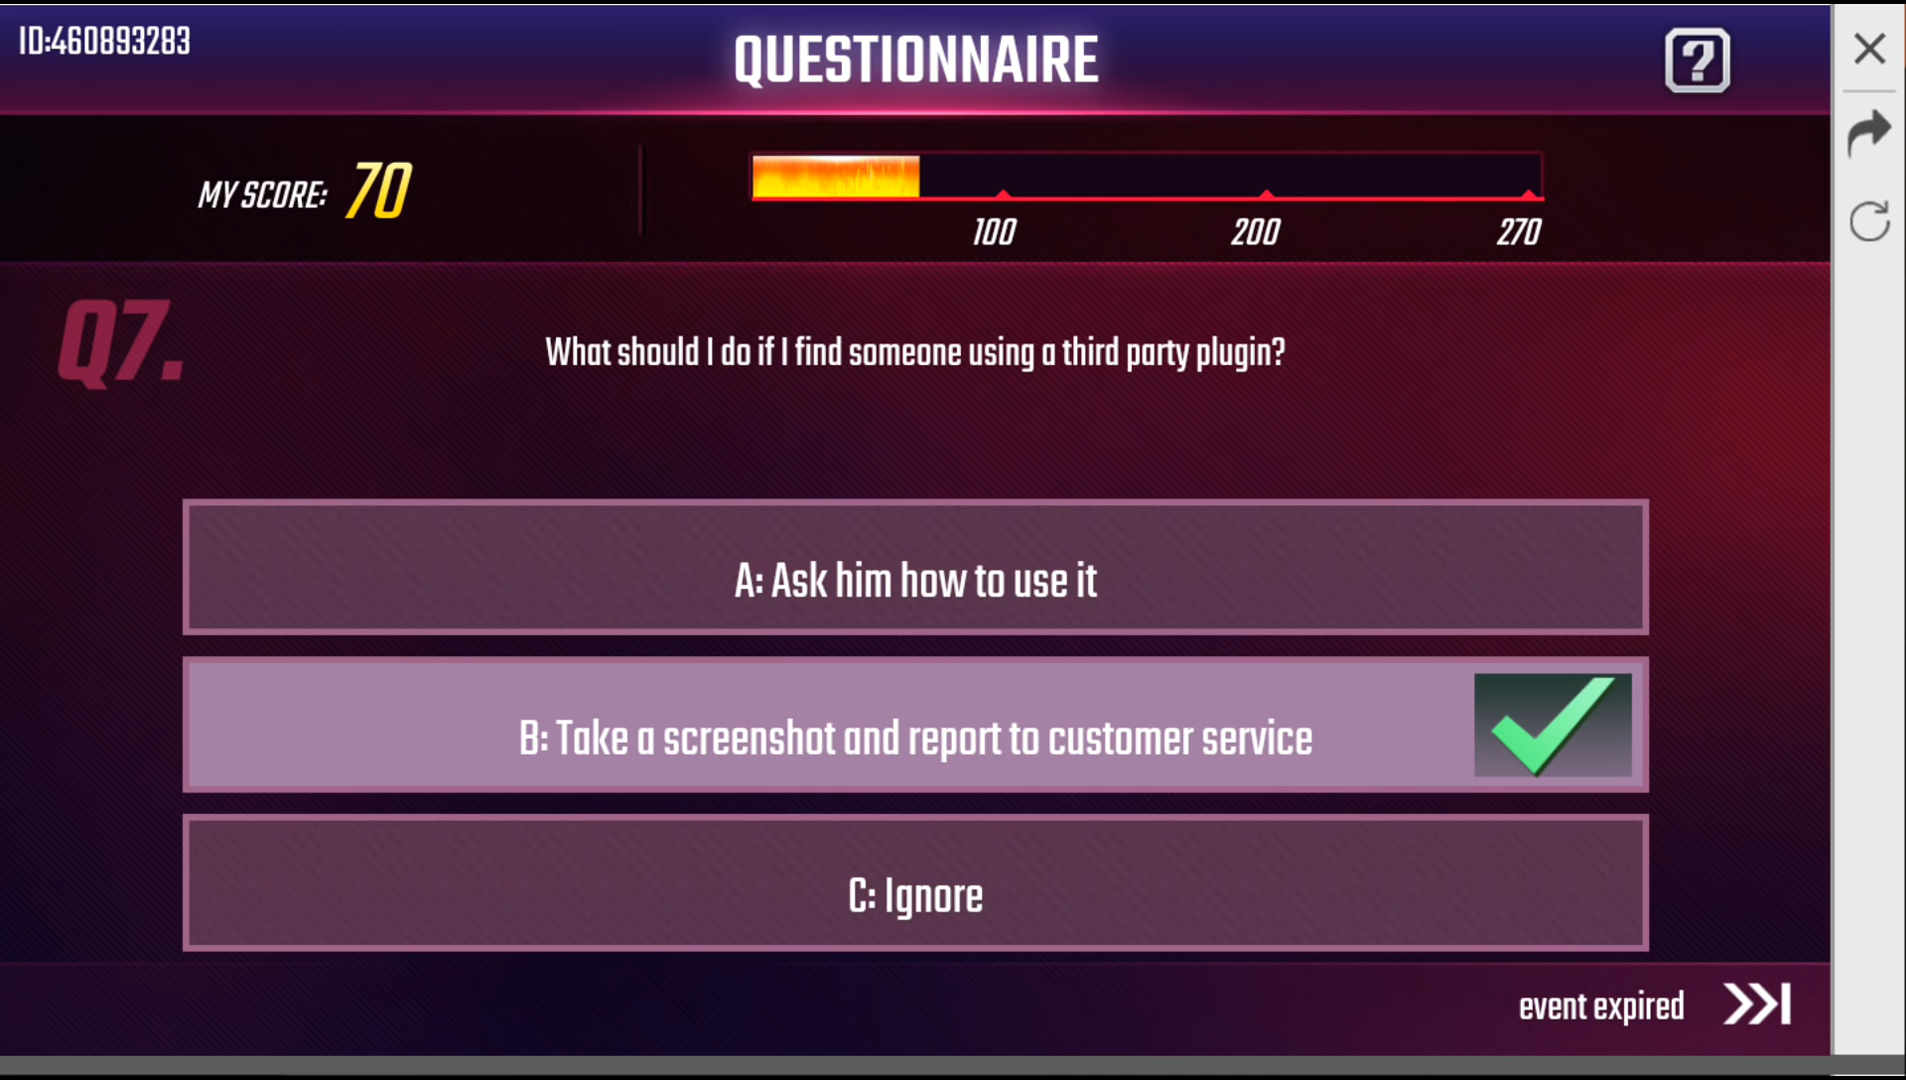 ID:460893283
QUESTIONNAIRE
MY SCORE: 70
100 200 270
Q7.
What should I do if I find someone using a third party plugin?
A: Ask him how to use it
B: Take a screenshot and report to customer service
C: Ignore
event expired